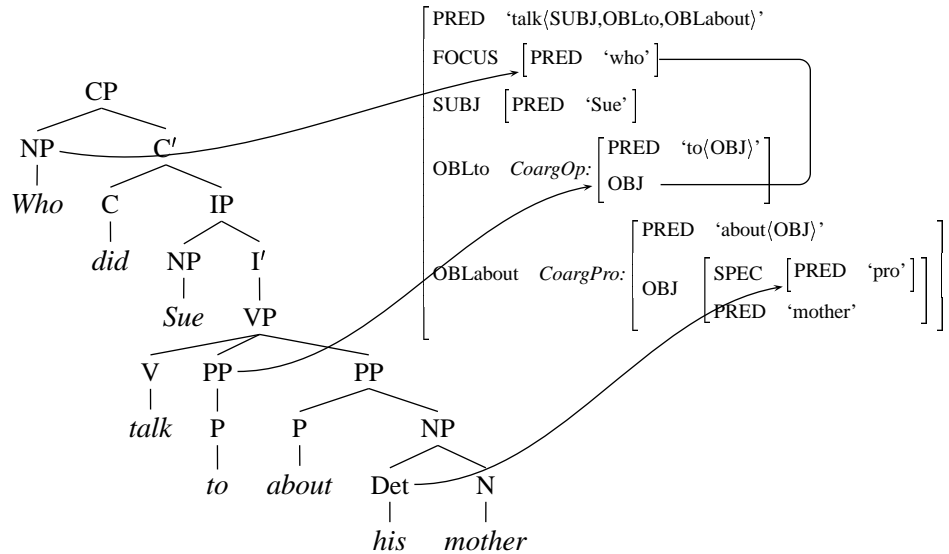 PRED ‘talk⟨SUBJ,OBLto,OBLabout⟩’
FOCUS [PRED ‘who’]
SUBJ [PRED ‘Sue’]
OBLto CoargOp: [PRED ‘to⟨OBJ⟩’
OBJ]
OBLabout CoargPro: [PRED ‘about⟨OBJ⟩’
OBJ [SPEC [PRED ‘pro’]
PRED ‘mother’]]
CP
NP C′
Who C IP
did NP I′
Sue VP
V PP PP
talk P P NP
to about Det N
his mother